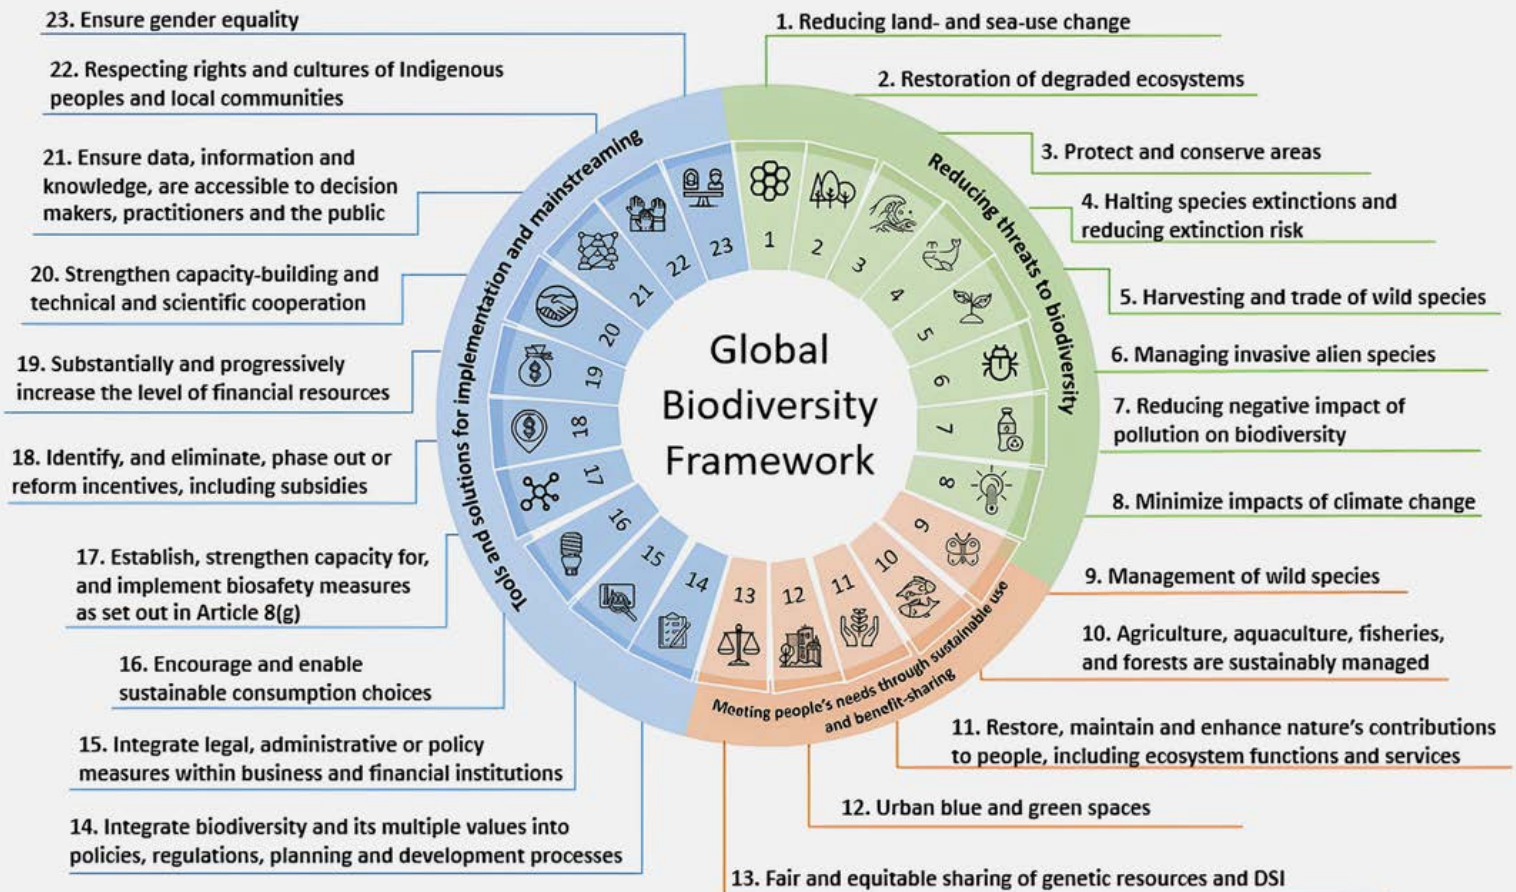 23. Ensure gender equality
22. Respecting rights and cultures of Indigenous
peoples and local communities
21. Ensure data, information and
knowledge, are accessible to decision
makers, practitioners and the public
20. Strengthen capacity-building and
technical and scientific cooperation
19. Substantially and progressively
increase the level of financial resources
18. Identify, and eliminate, phase out or
reform incentives, including subsidies
17. Establish, strengthen capacity for,
and implement biosafety measures
as set out in Article 8(g)
16. Encourage and enable
sustainable consumption choices
15. Integrate legal, administrative or policy
measures within business and financial institutions
14. Integrate biodiversity and its multiple values into
policies, regulations, planning and development processes
1. Reducing land- and sea-use change
2. Restoration of degraded ecosystems
3. Protect and conserve areas
4. Halting species extinctions and
reducing extinction risk
5. Harvesting and trade of wild species
6. Managing invasive alien species
7. Reducing negative impact of
pollution on biodiversity
8. Minimize impacts of climate change
9. Management of wild species
10. Agriculture, aquaculture, fisheries,
and forests are sustainably managed
11. Restore, maintain and enhance nature's contributions
to people, including ecosystem functions and services
12. Urban blue and green spaces
13. Fair and equitable sharing of genetic resources and DSI
Tools and solutions for implementation and mainstreaming
Reducing threats to biodiversity
Meeting people's needs through sustainable use
and benefit-sharing
1
2
3
4
5
6
7
8
9
10
11
12
13
14
15
16
17
18
$
19
$
20
21
22
23
Global
Biodiversity
Framework